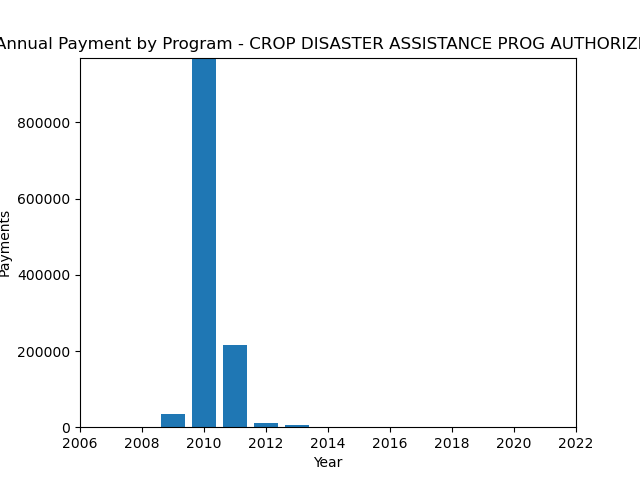 Annual Payment by Program - CROP DISASTER ASSISTANCE PROG AUTHORIZ
800000
600000
400000
200000
0
Payments
2006 2008 2010 2012 2014 2016 2018 2020 2022
Year